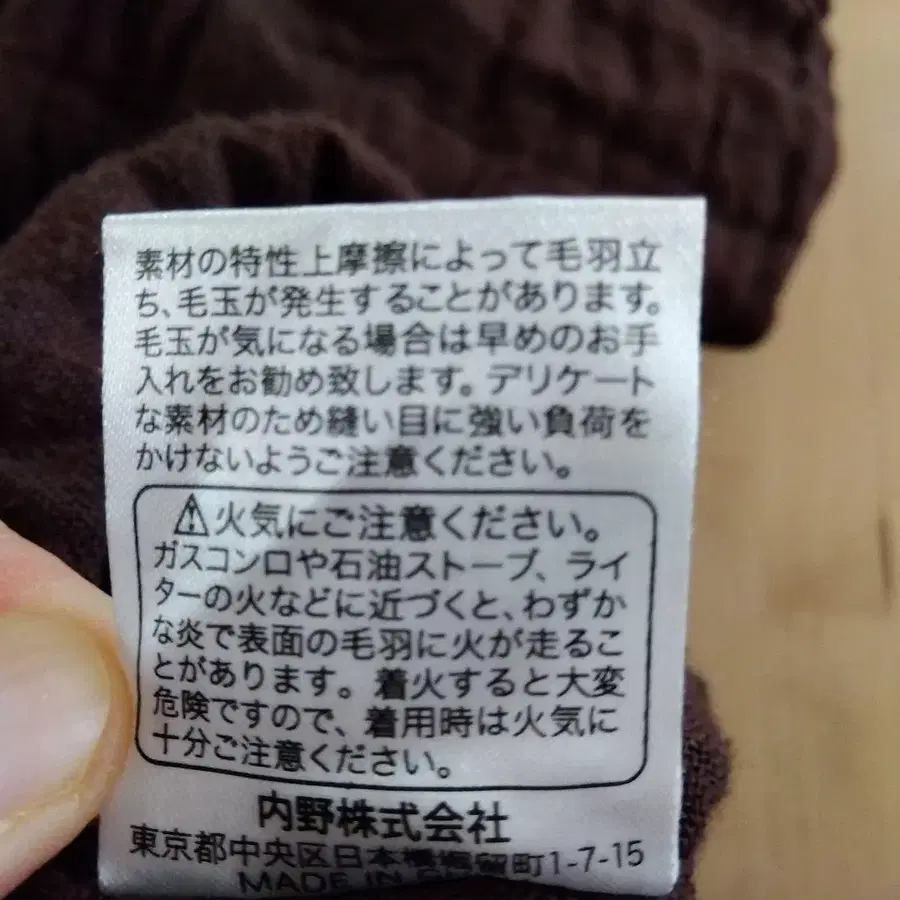 素材の特性上摩擦によって毛羽立
ち、毛玉が発生することがあります。
毛玉が気になる場合は早めのお手
入れをお勧め致します。デリケート
な素材のため縫い目に強い負荷を
かけないようご注意ください。
⚠火気にご注意ください。
ガスコンロや石油ストーブ、ライ
ターの火などに近づくと、わずか
な炎で表面の毛羽に火が走るこ
とがあります。着火すると大変
危険ですので、着用時は火気に
十分ご注意ください。
内野株式会社
東京都中央区日本橋堀留町1-7-15
MADE IN